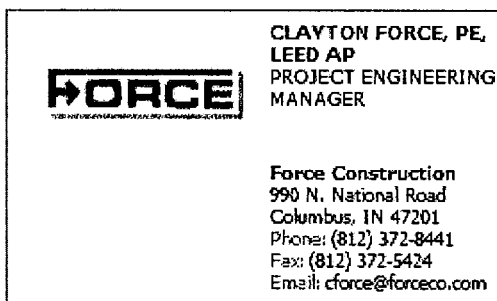 FORCE
CLAYTON FORCE, PE,
LEED AP
PROJECT ENGINEERING
MANAGER
Force Construction
990 N. National Road
Columbus, IN 47201
Phone: (812) 372-8441
Fax: (812) 372-5424
Email: cforce@forceco.com